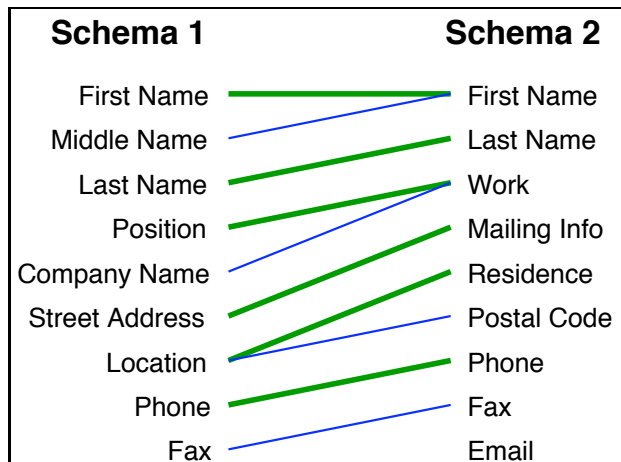 Schema 1 Schema 2
First Name First Name
Middle Name Last Name
Last Name Work
Position Mailing Info
Company Name Residence
Street Address Postal Code
Location Phone
Phone Fax
Fax Email